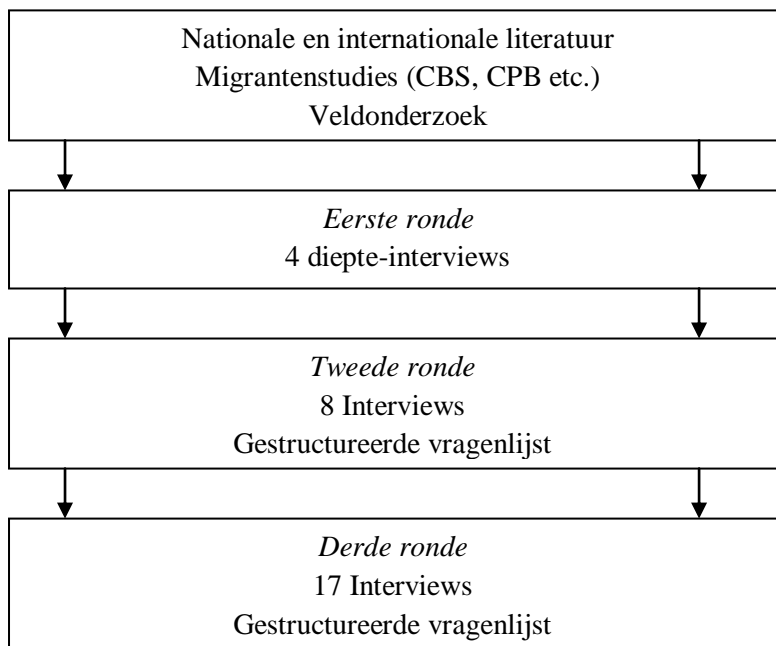 Nationale en internationale literatuur
Migrantenstudies (CBS, CPB etc.)
Veldonderzoek
Eerste ronde
4 diepte-interviews
Tweede ronde
8 Interviews
Gestructureerde vragenlijst
Derde ronde
17 Interviews
Gestructureerde vragenlijst